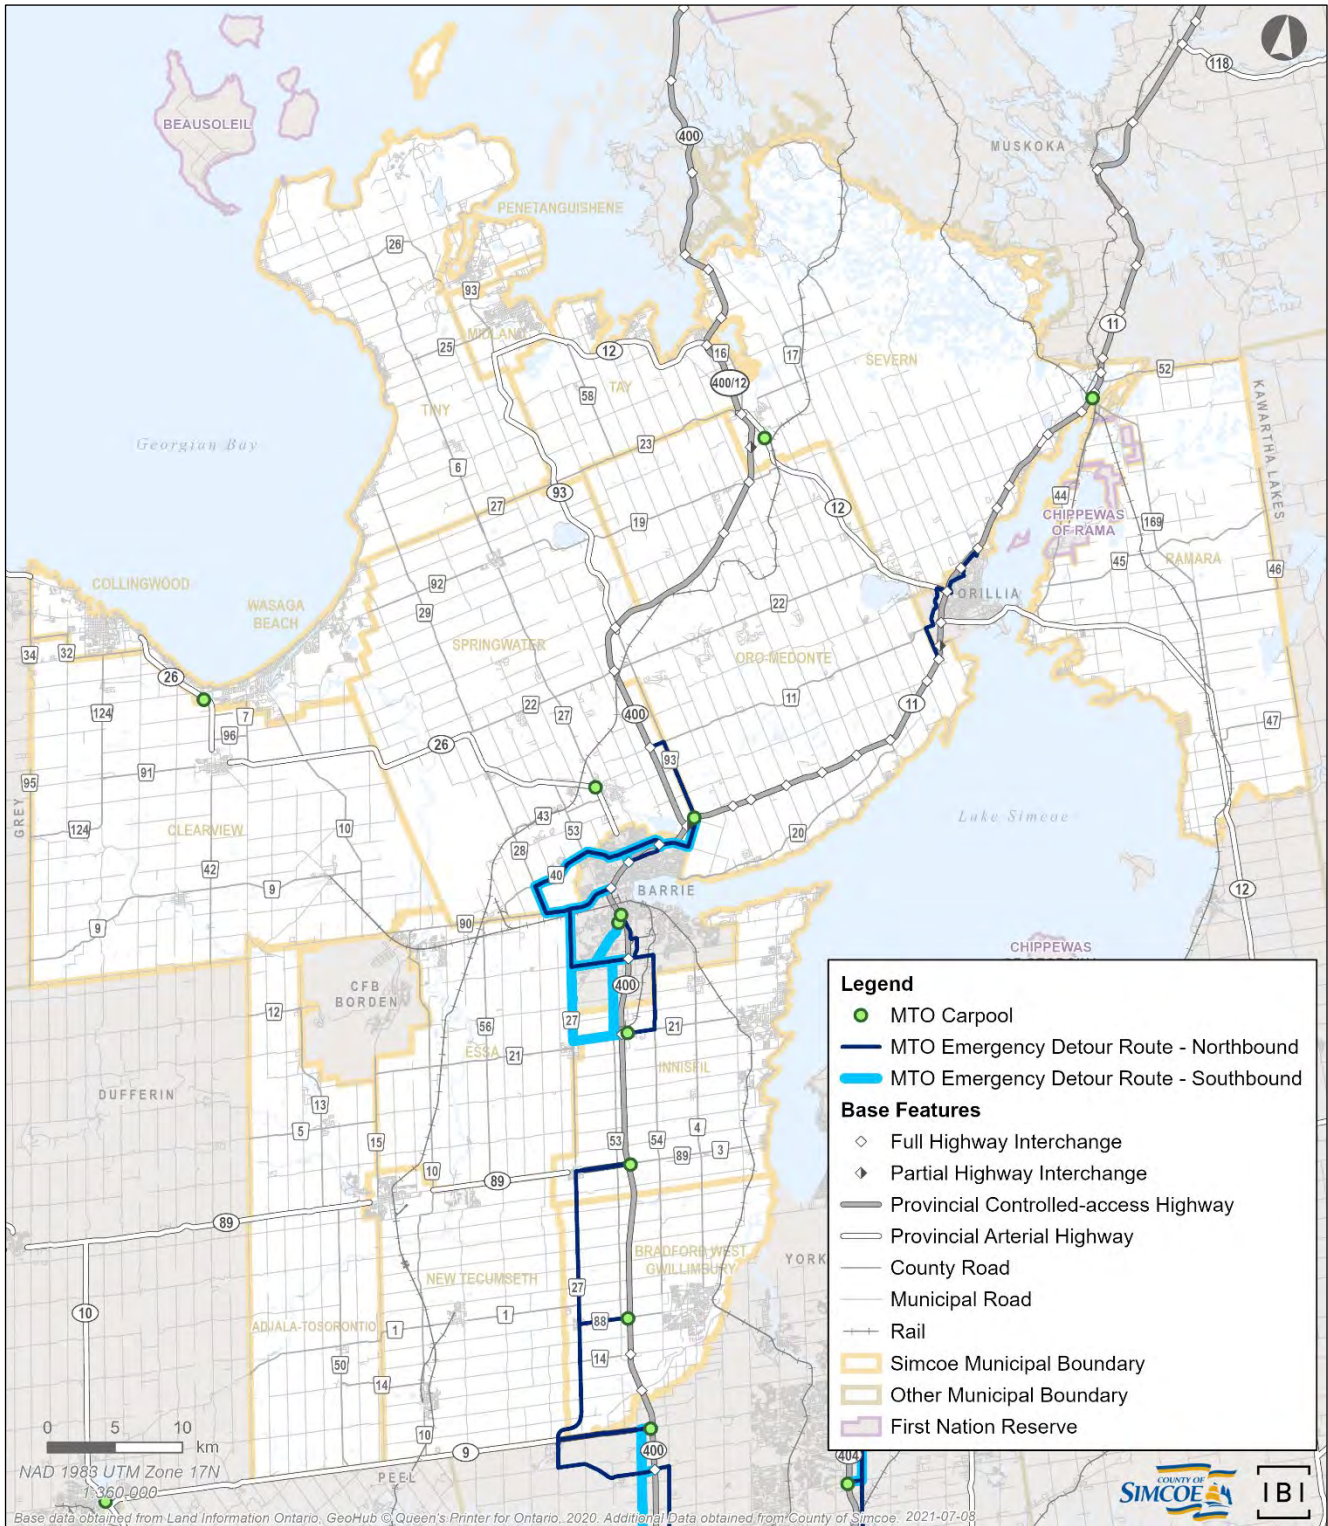 118
BEAUSOLEIL
400
MUSKOKA
PENETANGUISHENE
26
93
MIDLAND
12
11
16
17
SEVERN
25
52
400/12
58
TAY
TINY
KAWARTHA LAKES
Georgian Bay
23
6
93
27
44
12
19
CHIPPEWAS
OF RAMA
169
45
RAMARA
COLLINGWOOD
92
46
WASAGA
BEACH
29
22
ORILLIA
SPRINGWATER
ORO-MEDONTE
34
32
26
11
11
124
22
27
400
47
7
96
26
93
91
95
GREY
43
Lake Simcoe
124
CLEARVIEW
10
53
20
28
42
40
9
BARRIE
12
9
90
CHIPPEWAS
CFB
BORDEN
400
12
27
56
21
ESSA
21
INNISFIL
DUFFERIN
13
5
15
53
54
4
89
3
10
89
89
YORK
BRADFORD WEST
GWILLIMBURY
NEW TECUMSETH
27
10
1
88
ADJALA-TOSORONTIO
1
14
50
14
10
9
400
404
PEEL
Legend
MTO Carpool
MTO Emergency Detour Route - Northbound
MTO Emergency Detour Route - Southbound
Base Features
Full Highway Interchange
Partial Highway Interchange
Provincial Controlled-access Highway
Provincial Arterial Highway
County Road
Municipal Road
Rail
Simcoe Municipal Boundary
Other Municipal Boundary
First Nation Reserve
0 5 10
km
NAD 1983 UTM Zone 17N
1:360,000
COUNTY OF
SIMCOE
IBI
Base data obtained from Land Information Ontario, GeoHub © Queen's Printer for Ontario, 2020. Additional Data obtained from County of Simcoe. 2021-07-08